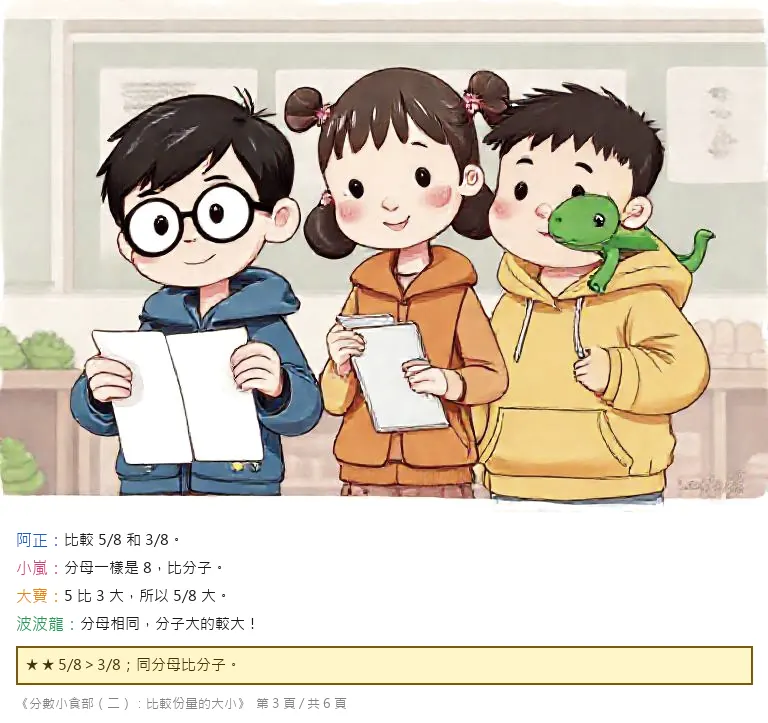 阿正：比較 5/8 和 3/8。
小嵐：分母一樣是 8，比分子。
大寶：5 比 3 大，所以 5/8 大。
波波龍：分母相同，分子大的較大！
★★ 5/8 > 3/8；同分母比分子。
《分數小食部（二）：比較份量的大小》 第 3 頁 / 共 6 頁